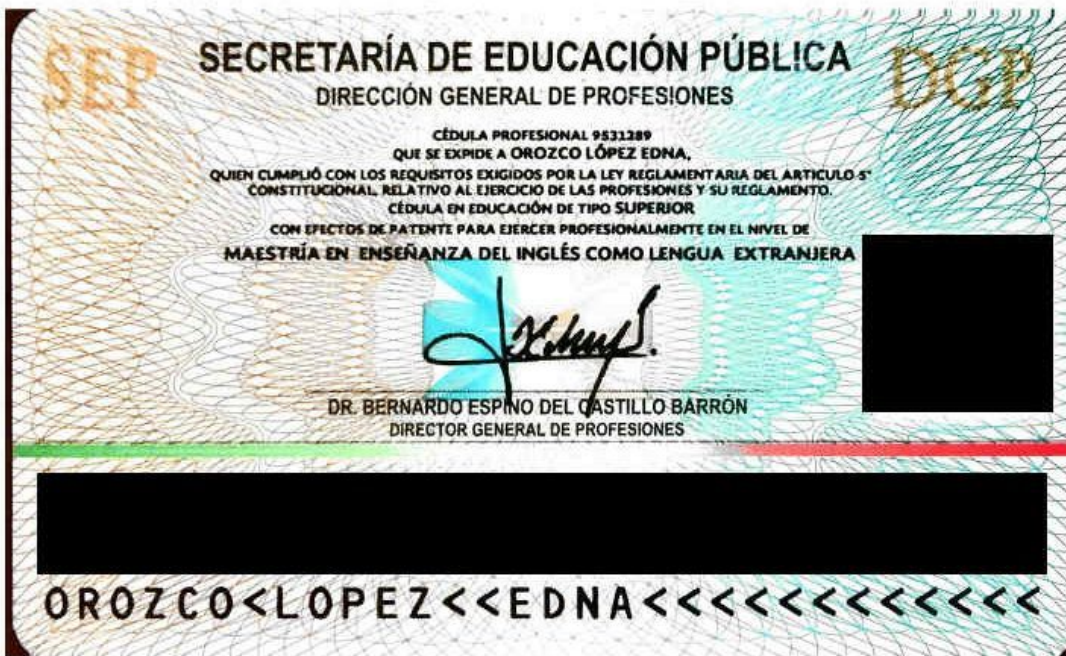 SEP
SECRETARÍA DE EDUCACIÓN PÚBLICA
DGP
DIRECCIÓN GENERAL DE PROFESIONES
CÉDULA PROFESIONAL 9531289
QUE SE EXPIDE A OROZCO LÓPEZ EDNA,
QUIEN CUMPLIÓ CON LOS REQUISITOS EXIGIDOS POR LA LEY REGLAMENTARIA DEL ARTICULO 5°
CONSTITUCIONAL, RELATIVO AL EJERCICIO DE LAS PROFESIONES Y SU REGLAMENTO.
CÉDULA EN EDUCACIÓN DE TIPO SUPERIOR
CON EFECTOS DE PATENTE PARA EJERCER PROFESIONALMENTE EN EL NIVEL DE
MAESTRÍA EN ENSEÑANZA DEL INGLÉS COMO LENGUA EXTRANJERA
DR. BERNARDO ESPINO DEL CASTILLO BARRÓN
DIRECTOR GENERAL DE PROFESIONES
OROZCO<LOPEZ<<EDNA<<<<<<<<<<<<